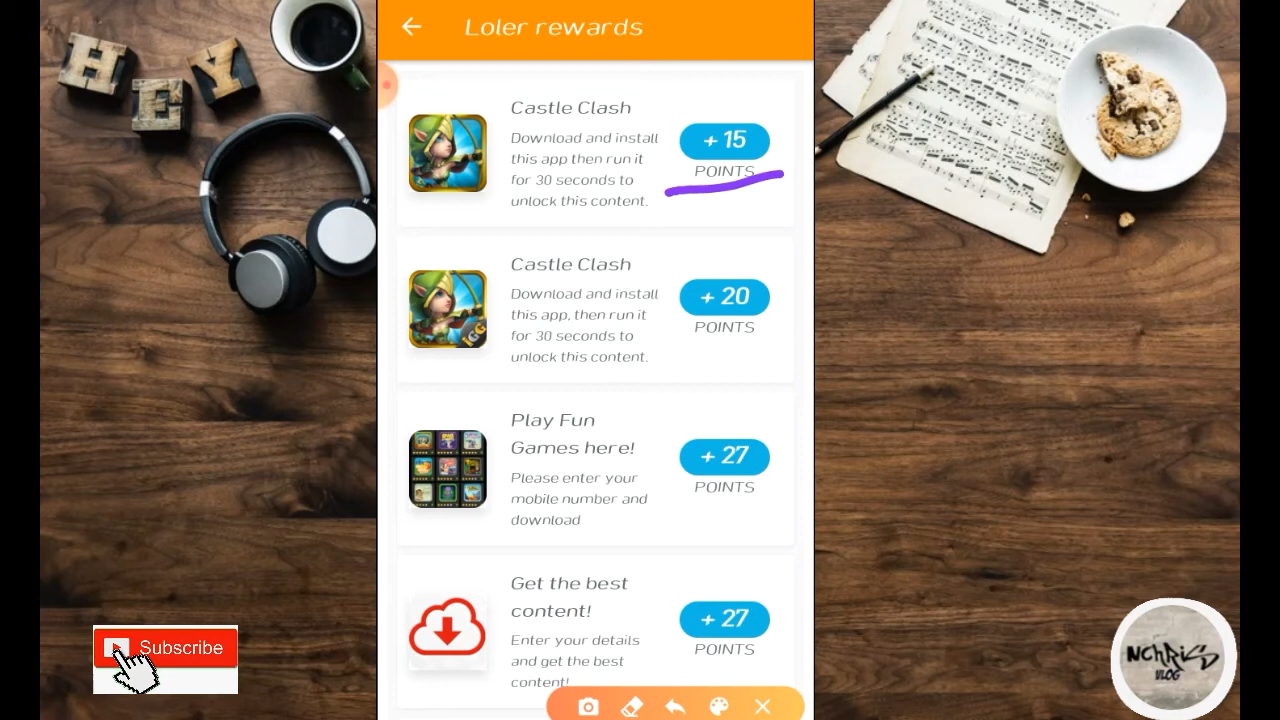 HEY
Loler rewards
Castle Clash
Download and install
this app then run it
for 30 seconds to
unlock this content.
+ 15
POINTS
Castle Clash
Download and install
this app, then run it
for 30 seconds to
unlock this content.
IGG
+ 20
POINTS
Play Fun
Games here!
Please enter your
mobile number and
download
+ 27
POINTS
Get the best
content!
Enter your details
and get the best
content!
+ 27
POINTS
Subscribe
NChRiS
VLOG